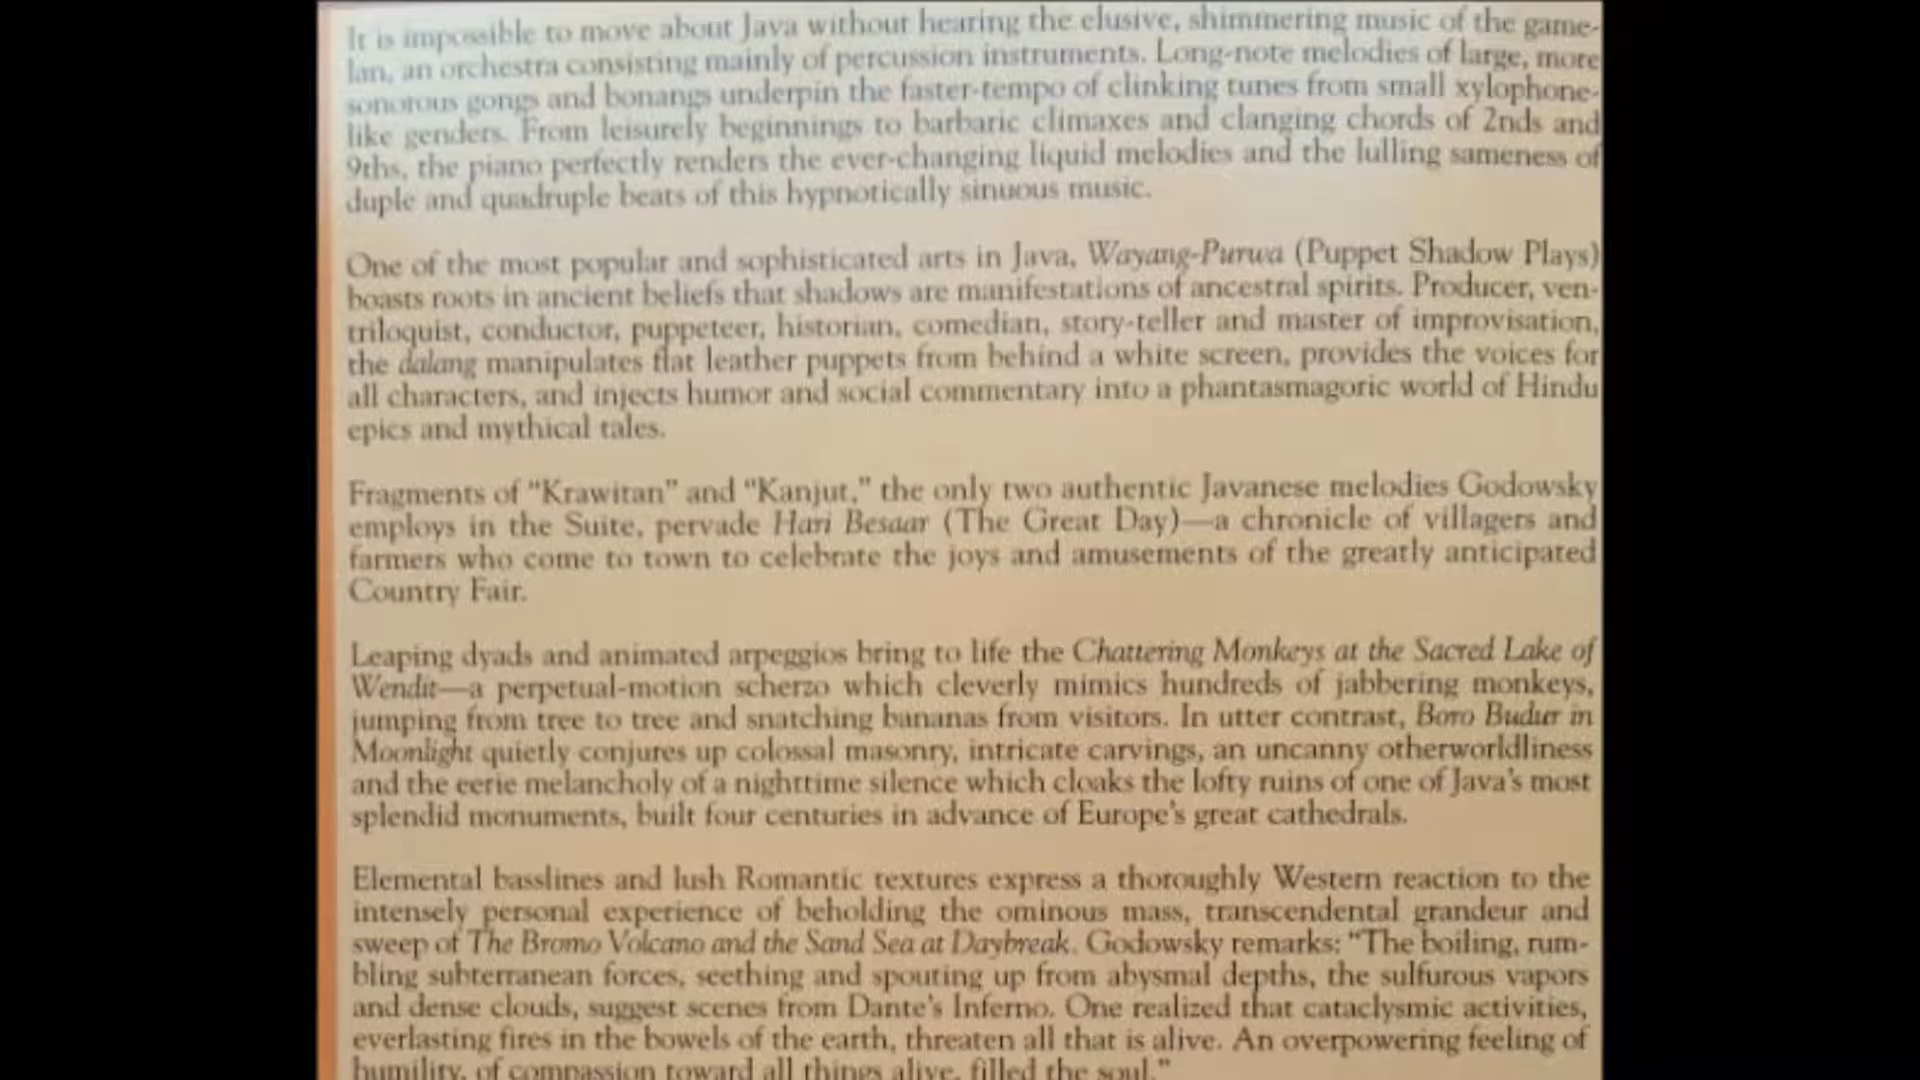 It is impossible to move about Java without hearing the elusive, shimmering music of the game-
lan, an orchestra consisting mainly of percussion instruments. Long-note melodies of large, more
sonorous gongs and bonangs underpin the faster-tempo of clinking tunes from small xylophone-
like genders. From leisurely beginnings to barbaric climaxes and clanging chords of 2nds and
9ths, the piano perfectly renders the ever-changing liquid melodies and the lulling sameness of
duple and quadruple beats of this hypnotically sinuous music.
One of the most popular and sophisticated arts in Java, Wayang-Purwa (Puppet Shadow Plays)
boasts roots in ancient beliefs that shadows are manifestations of ancestral spirits. Producer, ven-
triloquist, conductor, puppeteer, historian, comedian, story-teller and master of improvisation,
the dalang manipulates flat leather puppets from behind a white screen, provides the voices for
all characters, and injects humor and social commentary into a phantasmagoric world of Hindu
epics and mythical tales.
Fragments of "Krawitan" and "Kanjut," the only two authentic Javanese melodies Godowsky
employs in the Suite, pervade Hari Besaar (The Great Day)—a chronicle of villagers and
farmers who come to town to celebrate the joys and amusements of the greatly anticipated
Country Fair.
Leaping dyads and animated arpeggios bring to life the Chattering Monkeys at the Sacred Lake of
Wendit—a perpetual-motion scherzo which cleverly mimics hundreds of jabbering monkeys,
jumping from tree to tree and snatching bananas from visitors. In utter contrast, Boro Budur in
Moonlight quietly conjures up colossal masonry, intricate carvings, an uncanny otherworldliness
and the eerie melancholy of a nighttime silence which cloaks the lofty ruins of one of Java's most
splendid monuments, built four centuries in advance of Europe's great cathedrals.
Elemental basslines and lush Romantic textures express a thoroughly Western reaction to the
intensely personal experience of beholding the ominous mass, transcendental grandeur and
sweep of The Bromo Volcano and the Sand Sea at Daybreak. Godowsky remarks: "The boiling, rum-
bling subterranean forces, seething and spouting up from abysmal depths, the sulfurous vapors
and dense clouds, suggest scenes from Dante's Inferno. One realized that cataclysmic activities,
everlasting fires in the bowels of the earth, threaten all that is alive. An overpowering feeling of
humility, of compassion toward all things alive, filled the soul."